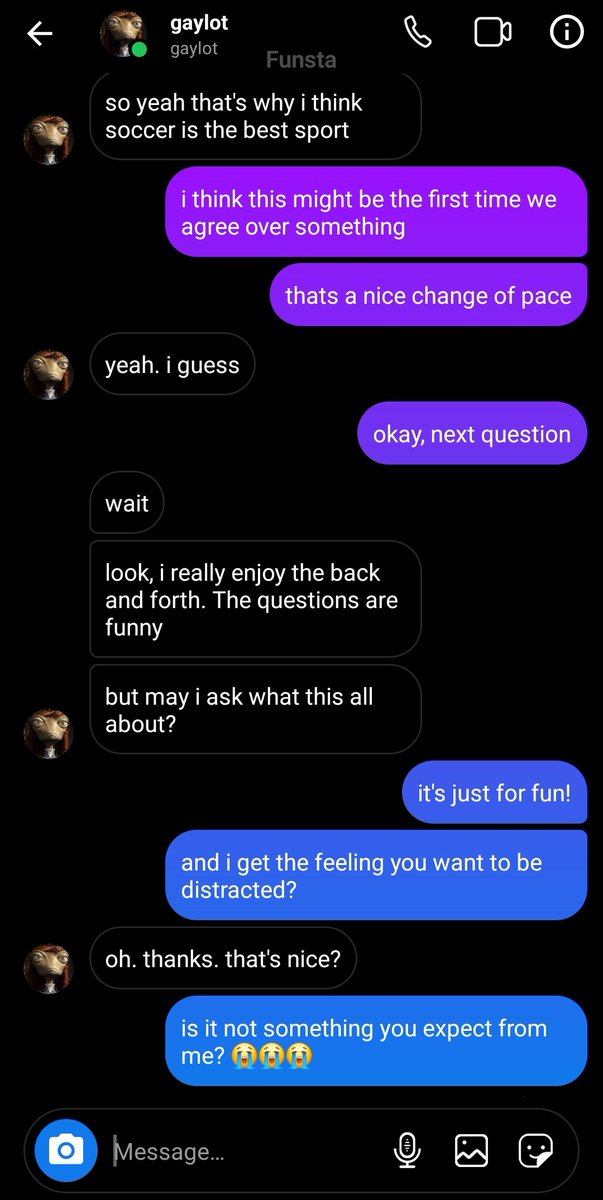 gaylot
gaylot
Funsta
so yeah that's why i think
soccer is the best sport
i think this might be the first time we
agree over something
thats a nice change of pace
yeah. i guess
okay, next question
wait
look, i really enjoy the back
and forth. The questions are
funny
but may i ask what this all
about?
it's just for fun!
and i get the feeling you want to be
distracted?
oh. thanks. that's nice?
is it not something you expect from
me? 😭😭😭
Message...